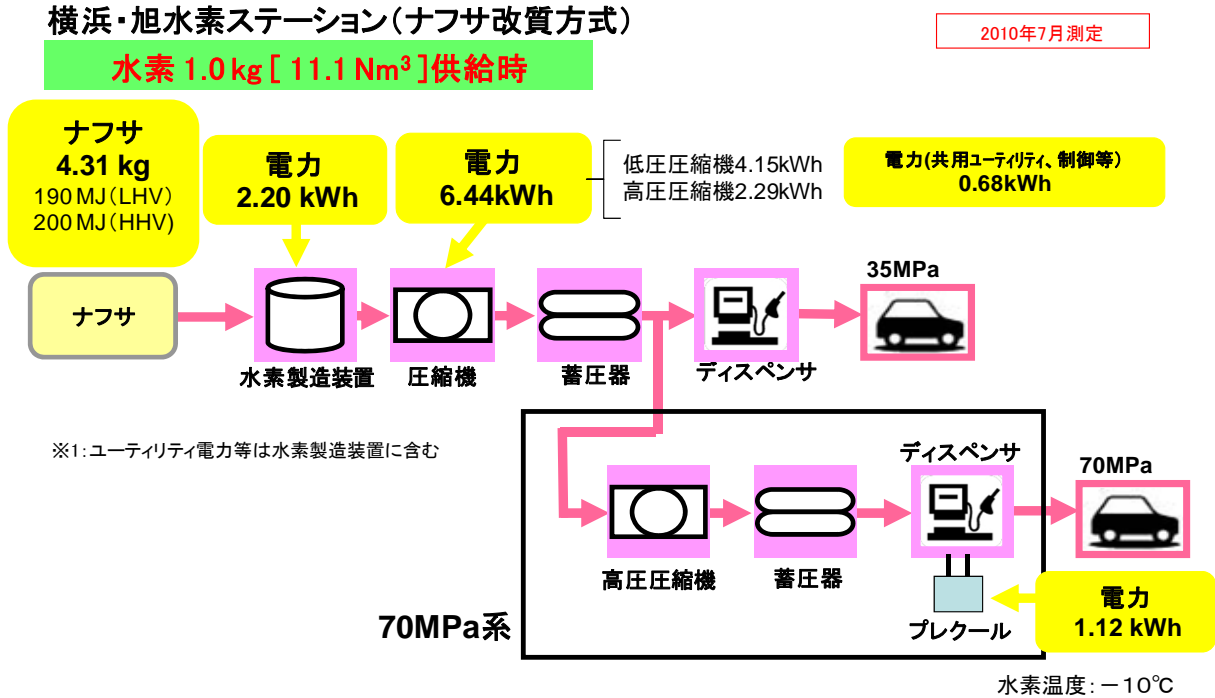 横浜・旭水素ステーション(ナフサ改質方式)
2010年7月測定
水素 1.0 kg [ 11.1 Nm³ ]供給時
ナフサ
4.31 kg
190 MJ(LHV)
200 MJ(HHV)
電力
2.20 kWh
電力
6.44kWh
低圧圧縮機4.15kWh
高圧圧縮機2.29kWh
電力(共用ユーティリティ、制御等)
0.68kWh
ナフサ
水素製造装置
圧縮機
蓄圧器
ディスペンサ
35MPa
※1:ユーティリティ電力等は水素製造装置に含む
ディスペンサ
70MPa
高圧圧縮機
蓄圧器
プレクール
電力
1.12 kWh
70MPa系
水素温度:-10℃